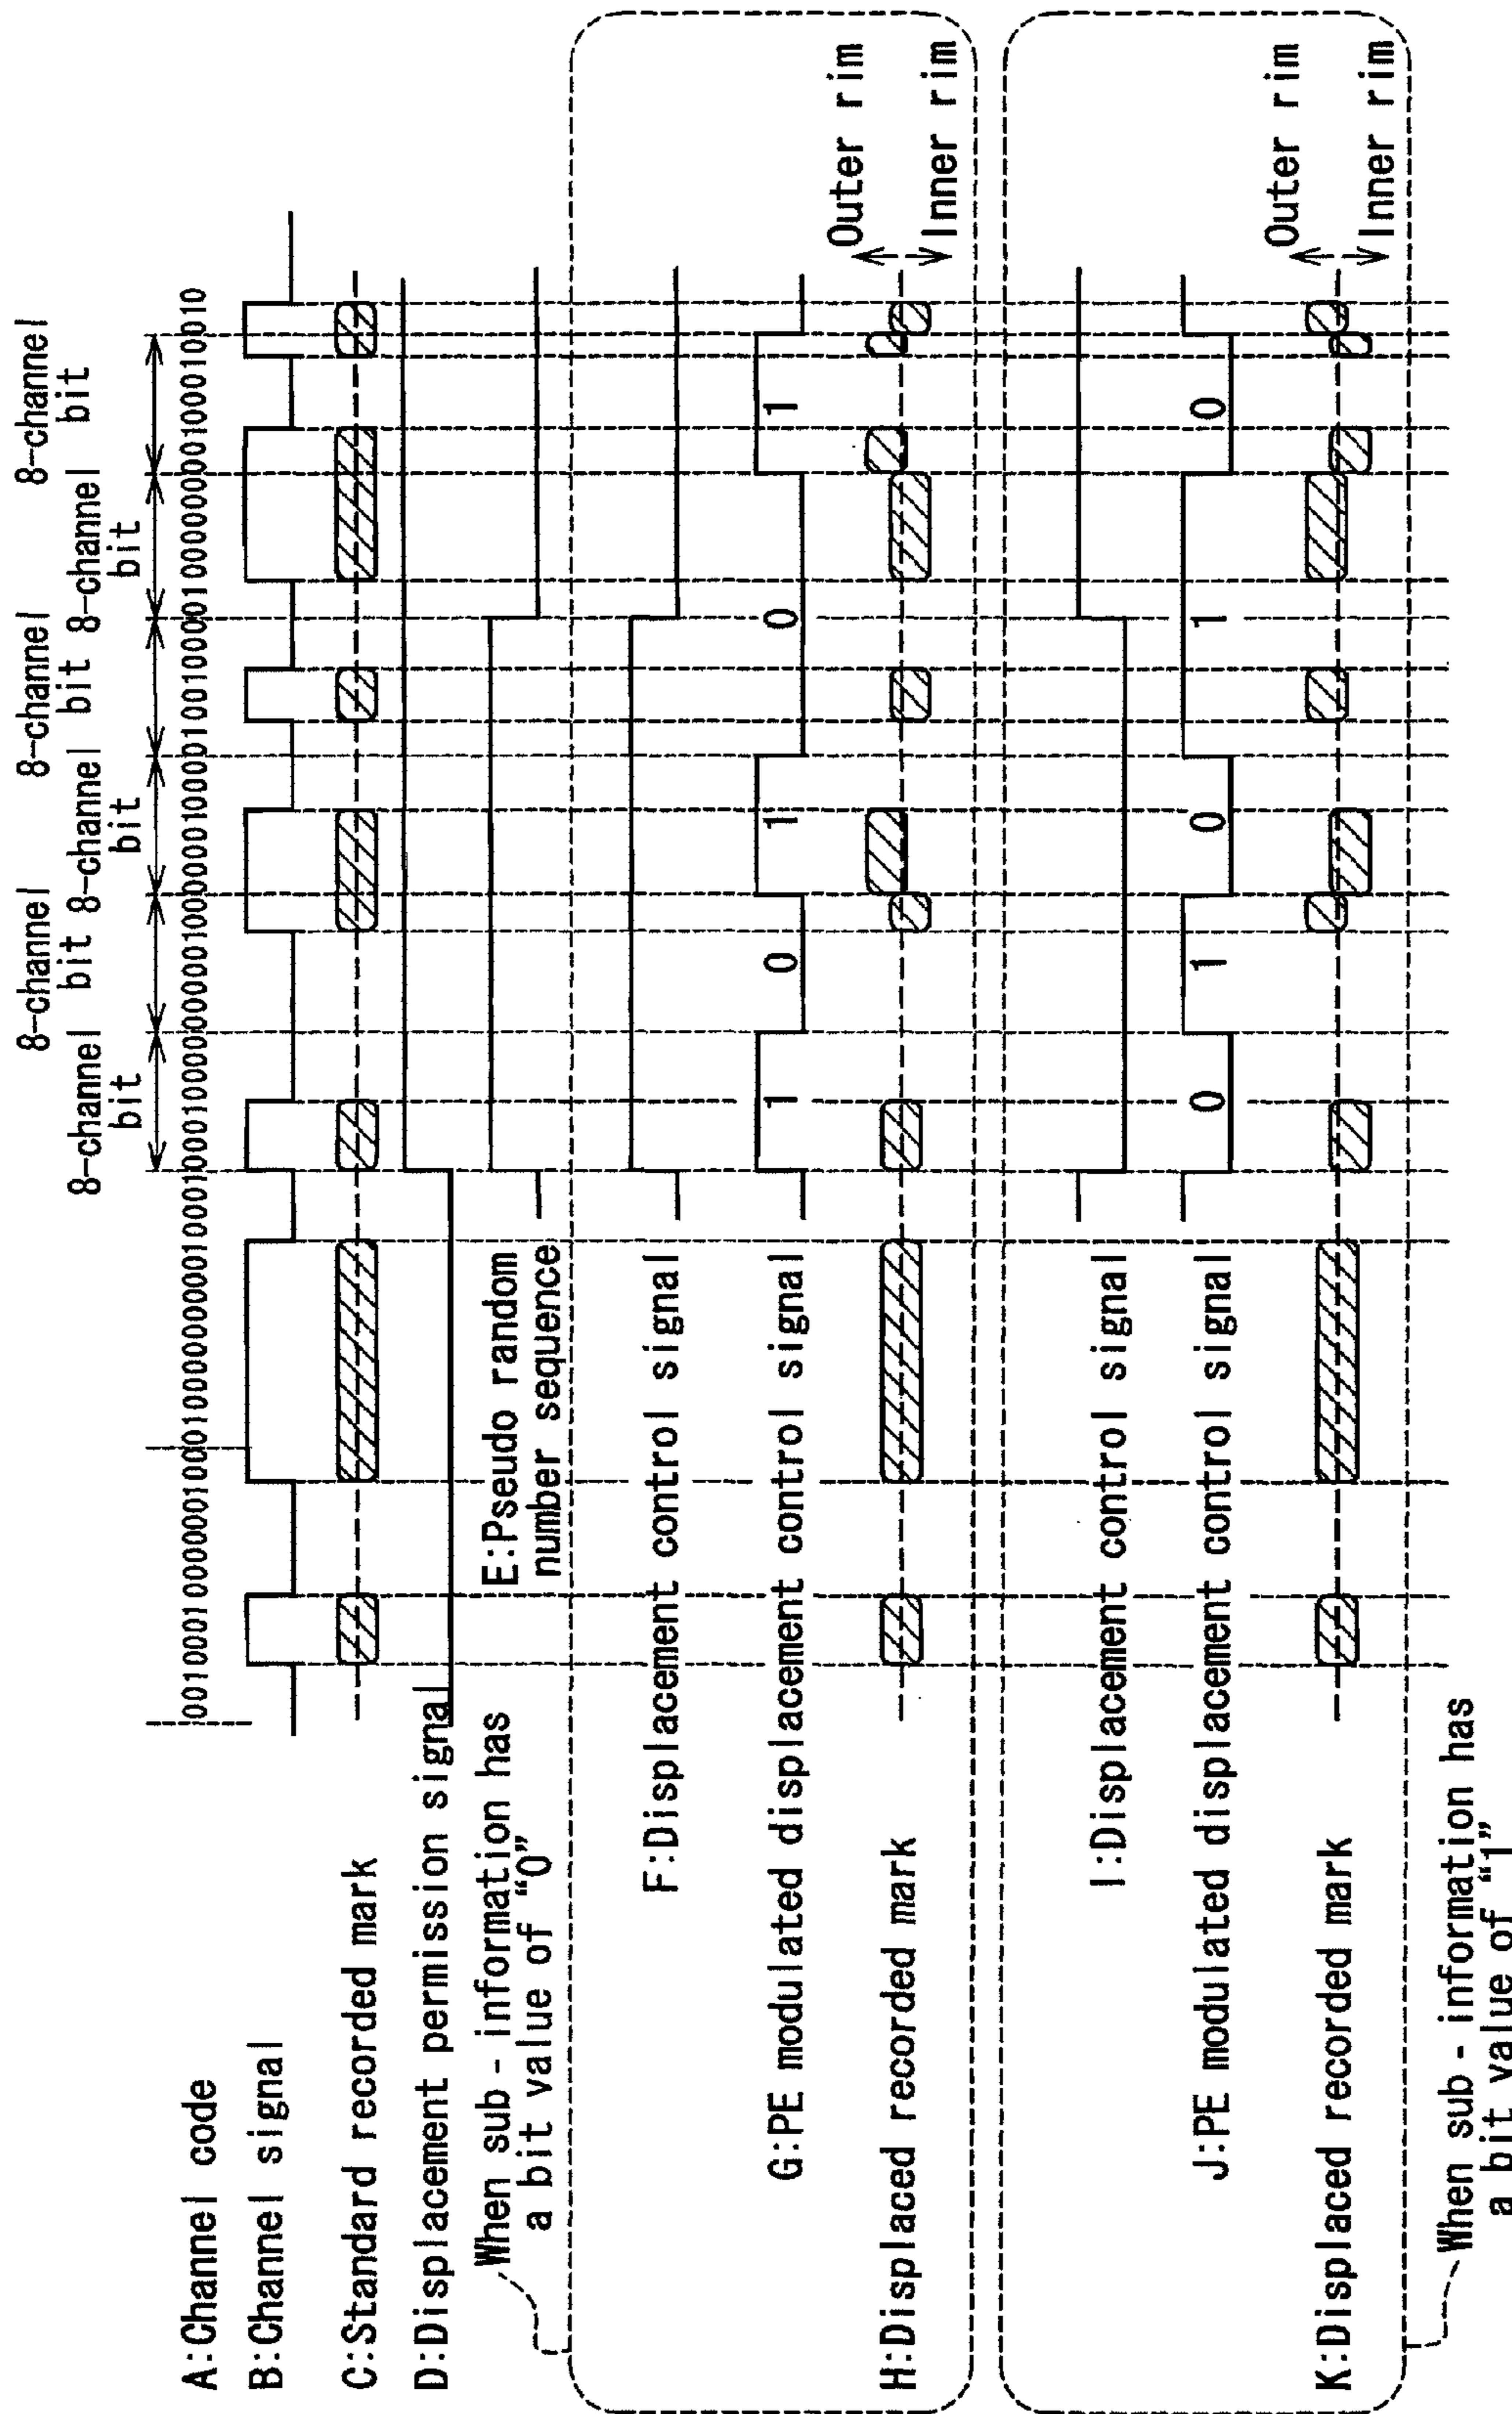 8-channel bit
8-channel bit
8-channel bit
8-channel bit
8-channel bit
8-channel bit
A:Channel code
B:Channel signal
C:Standard recorded mark
D:Displacement permission signal
E:Pseudo random
number sequence
When sub-information has
a bit value of "0"
F:Displacement control signal
G:PE modulated displacement control signal
1 0 1 0 1
H:Displaced recorded mark
Outer rim
Inner rim
I:Displacement control signal
J:PE modulated displacement control signal
0 1 0 1 0
K:Displaced recorded mark
Outer rim
Inner rim
When sub-information has
a bit value of "1"